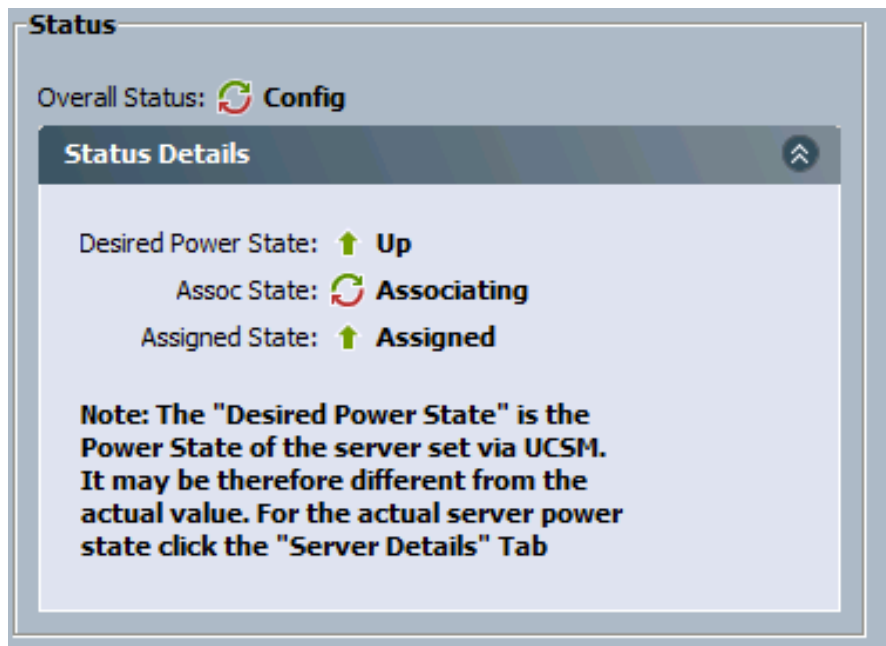 Status
Overall Status: Config
Status Details
Desired Power State: Up
Assoc State: Associating
Assigned State: Assigned
Note: The "Desired Power State" is the
Power State of the server set via UCSM.
It may be therefore different from the
actual value. For the actual server power
state click the "Server Details" Tab